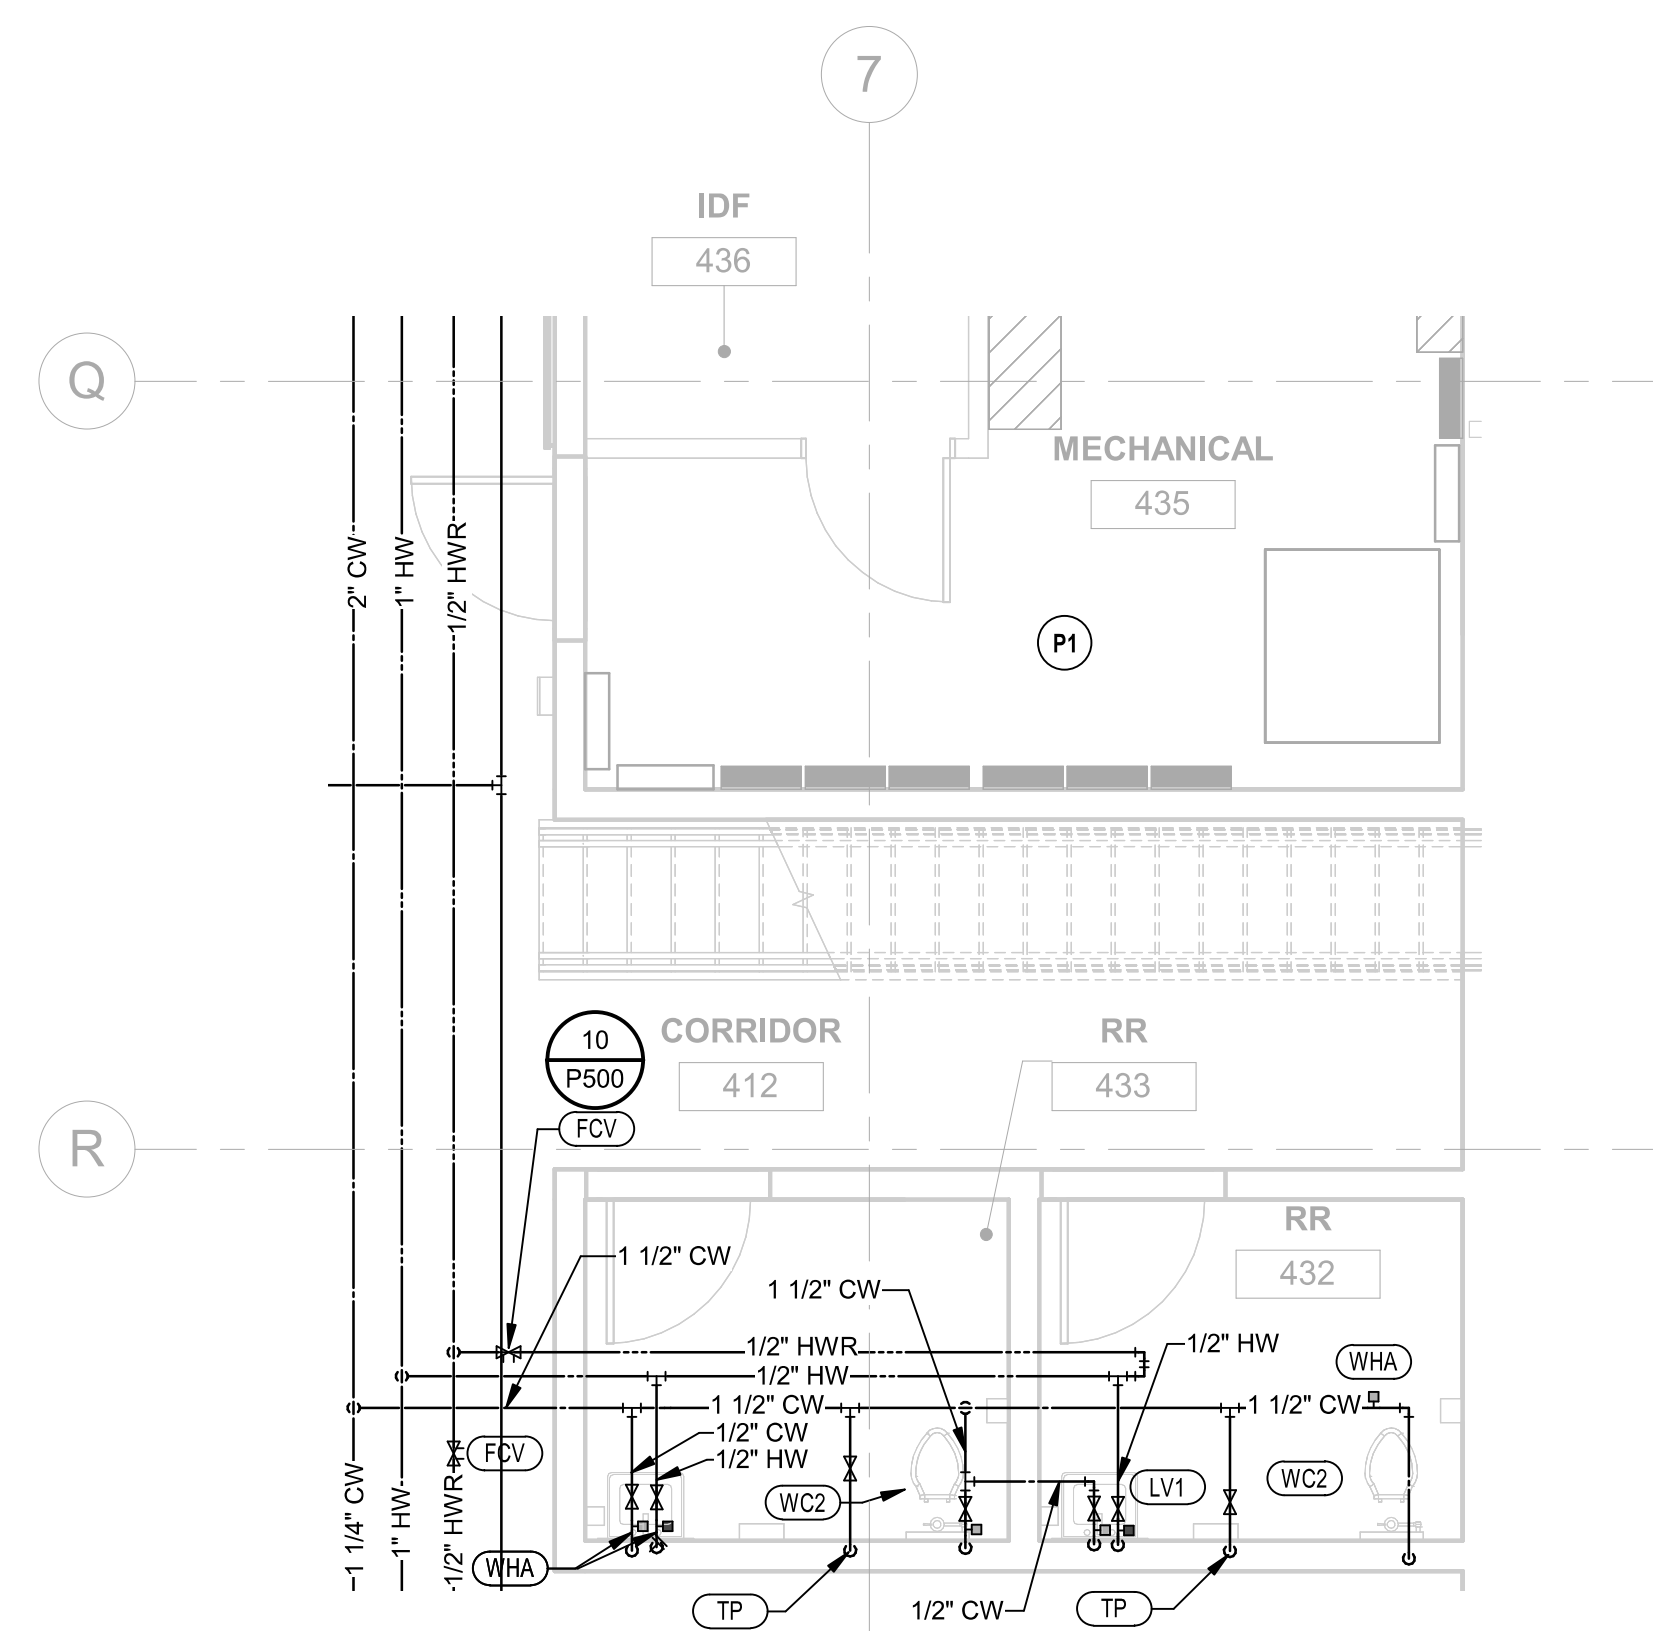 7
IDF
436
Q
MECHANICAL
435
2" CW
1" HW
1/2" HWR
P1
10
P500
CORRIDOR
412
RR
433
FCV
R
RR
432
1 1/2" CW
1 1/2" CW
1/2" HWR
1/2" HW
1/2" HW
WHA
1 1/2" CW
1 1/2" CW
1/2" CW
1/2" HW
FCV
WC2
LV1
WC2
1 1/4" CW
1" HW
1/2" HWR
WHA
TP
1/2" CW
TP